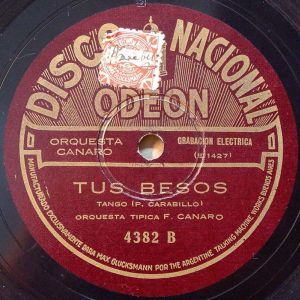 DISCO NACIONAL
ODEON
ORQUESTA
CANARO
GRABACION ELECTRICA
TUS BESOS
TANGO (P. CARABILLO)
ORQUESTA TIPICA F. CANARO
4382 B
MANUFACTURADO EXCLUSIVAMENTE PARA MAX GLUCKSMANN POR THE ARGENTINE TALKING MACHINE WORKS BUENOS AIRES